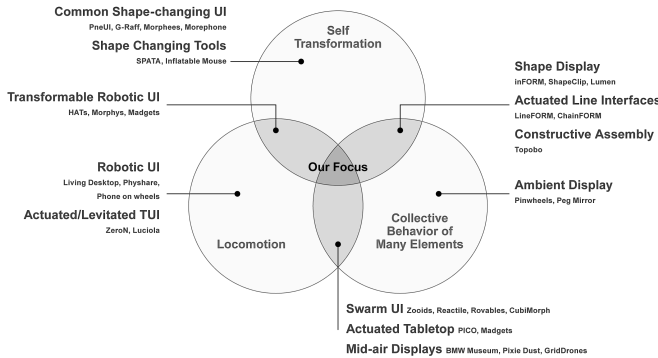 Common Shape-changing UI
PneUI, G-Raff, Morphees, Morephone
Shape Changing Tools
SPATA, Inflatable Mouse
Self
Transformation
Shape Display
inFORM, ShapeClip, Lumen
Transformable Robotic UI
HATs, Morphys, Madgets
Actuated Line Interfaces
LineFORM, ChainFORM
Constructive Assembly
Topobo
Our Focus
Robotic UI
Living Desktop, Physhare,
Phone on wheels
Actuated/Levitated TUI
ZeroN, Luciola
Ambient Display
Pinwheels, Peg Mirror
Locomotion
Collective
Behavior of
Many Elements
Swarm UI Zooids, Reactile, Rovables, CubiMorph
Actuated Tabletop PICO, Madgets
Mid-air Displays BMW Museum, Pixie Dust, GridDrones